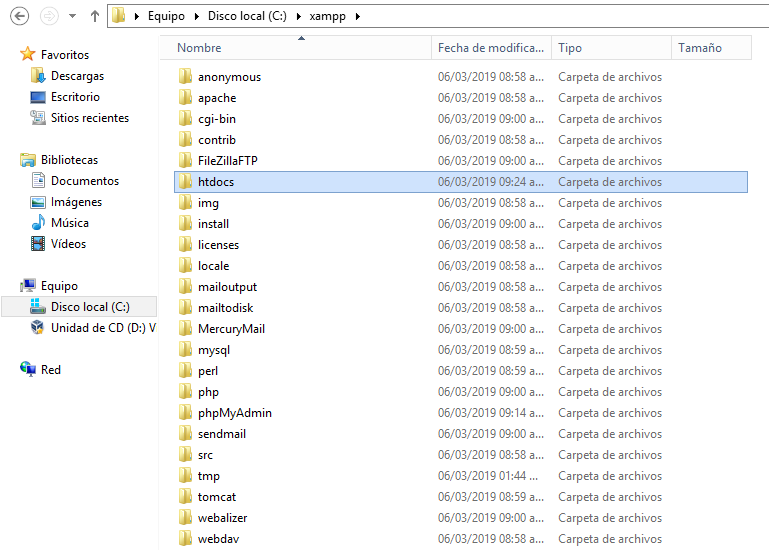 Equipo Disco local (C:) xampp
Favoritos
Descargas
Escritorio
Sitios recientes
Bibliotecas
Documentos
Imágenes
Música
Vídeos
Equipo
Disco local (C:)
Unidad de CD (D:) V
Red
Nombre Fecha de modifica... Tipo Tamaño
anonymous 06/03/2019 08:58 a... Carpeta de archivos
apache 06/03/2019 08:58 a... Carpeta de archivos
cgi-bin 06/03/2019 09:00 a... Carpeta de archivos
contrib 06/03/2019 08:58 a... Carpeta de archivos
FileZillaFTP 06/03/2019 09:00 a... Carpeta de archivos
htdocs 06/03/2019 09:24 a... Carpeta de archivos
img 06/03/2019 08:58 a... Carpeta de archivos
install 06/03/2019 09:00 a... Carpeta de archivos
licenses 06/03/2019 08:58 a... Carpeta de archivos
locale 06/03/2019 08:58 a... Carpeta de archivos
mailoutput 06/03/2019 08:58 a... Carpeta de archivos
mailtodisk 06/03/2019 08:58 a... Carpeta de archivos
MercuryMail 06/03/2019 09:00 a... Carpeta de archivos
mysql 06/03/2019 08:59 a... Carpeta de archivos
perl 06/03/2019 08:59 a... Carpeta de archivos
php 06/03/2019 09:00 a... Carpeta de archivos
phpMyAdmin 06/03/2019 09:14 a... Carpeta de archivos
sendmail 06/03/2019 09:00 a... Carpeta de archivos
src 06/03/2019 08:58 a... Carpeta de archivos
tmp 06/03/2019 01:44 ... Carpeta de archivos
tomcat 06/03/2019 08:59 a... Carpeta de archivos
webalizer 06/03/2019 09:00 a... Carpeta de archivos
webdav 06/03/2019 08:58 a... Carpeta de archivos